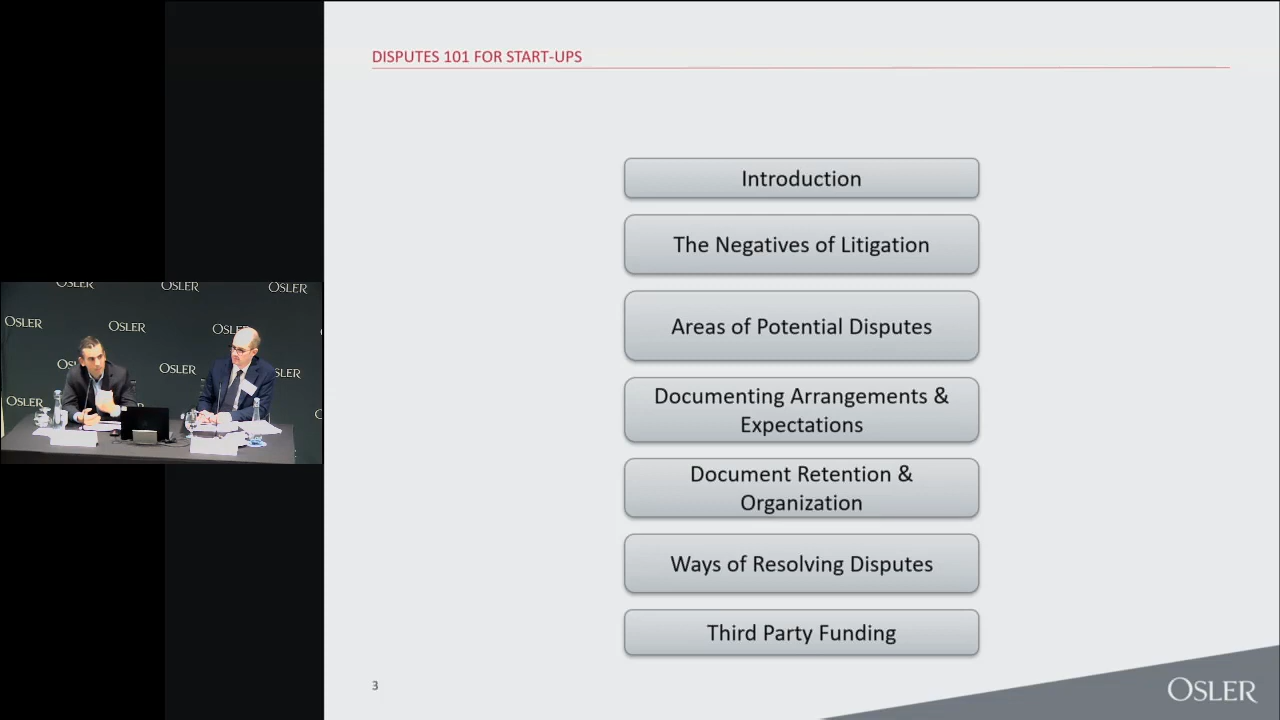 DISPUTES 101 FOR START-UPS
Introduction
The Negatives of Litigation
Areas of Potential Disputes
Documenting Arrangements &
Expectations
Document Retention &
Organization
Ways of Resolving Disputes
Third Party Funding
3
OSLER
OSLER
OSLER
OSLER
OSLER
OSLER
OSLER
OSLER